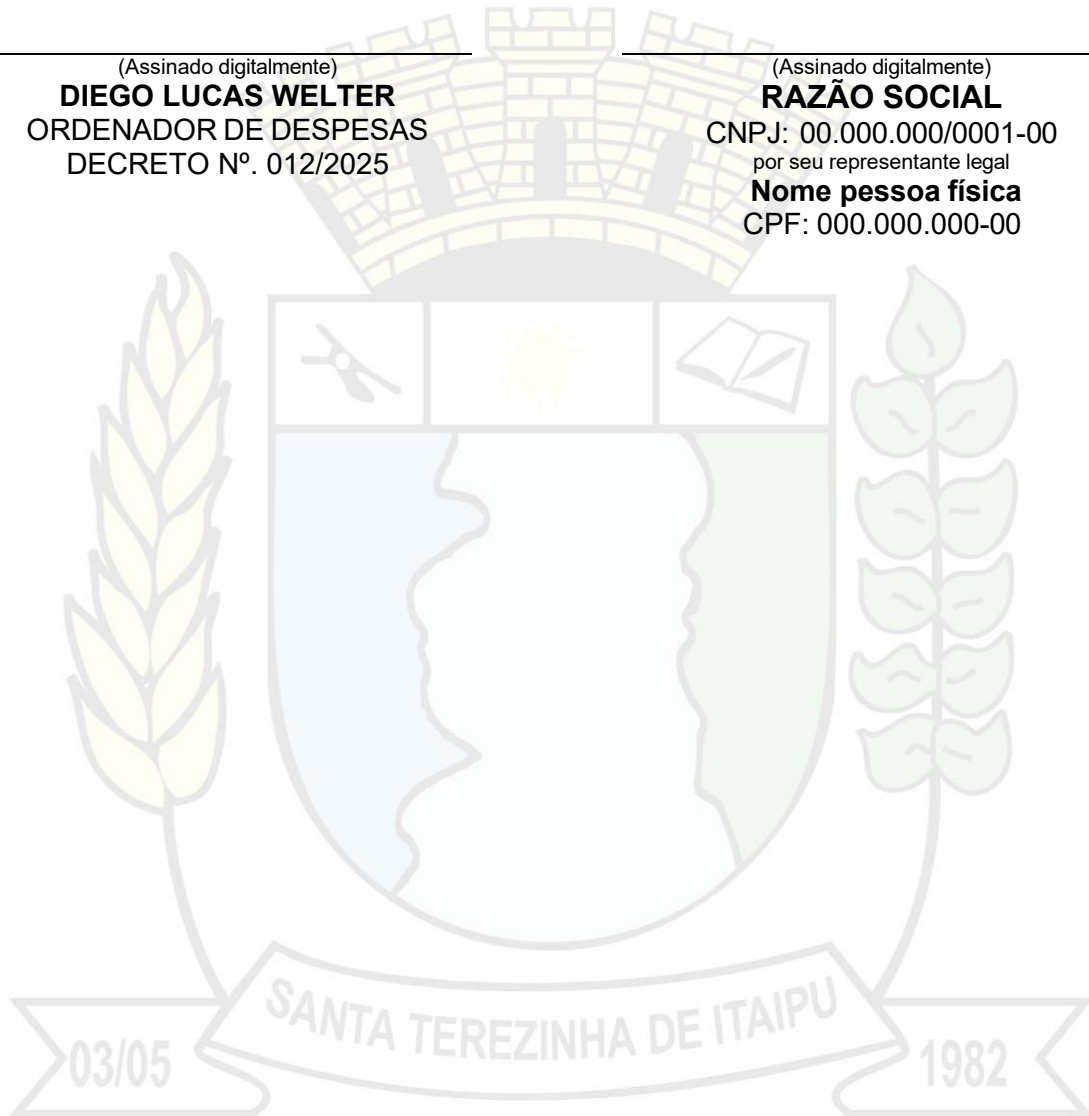 (Assinado digitalmente)
DIEGO LUCAS WELTER
ORDENADOR DE DESPESAS
DECRETO Nº. 012/2025
(Assinado digitalmente)
RAZÃO SOCIAL
CNPJ: 00.000.000/0001-00
por seu representante legal
Nome pessoa física
CPF: 000.000.000-00
SANTA TEREZINHA DE ITAIPU
03/05
1982